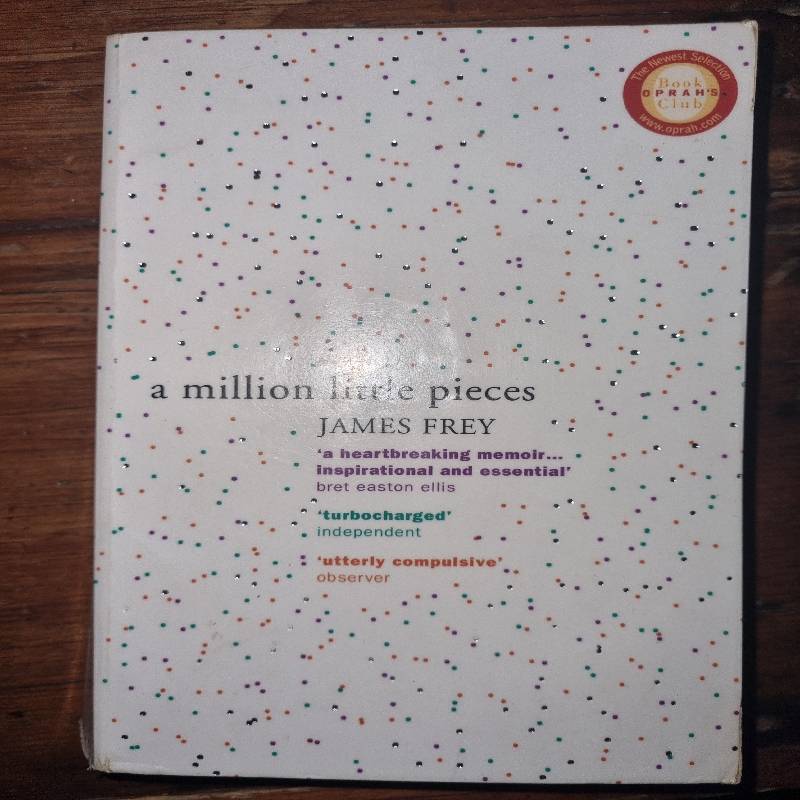 The Newest Selection
Book
OPRAH'S
Club
www.oprah.com
a million little pieces
JAMES FREY
'a heartbreaking memoir...
inspirational and essential'
bret easton ellis
'turbocharged'
independent
'utterly compulsive'
observer